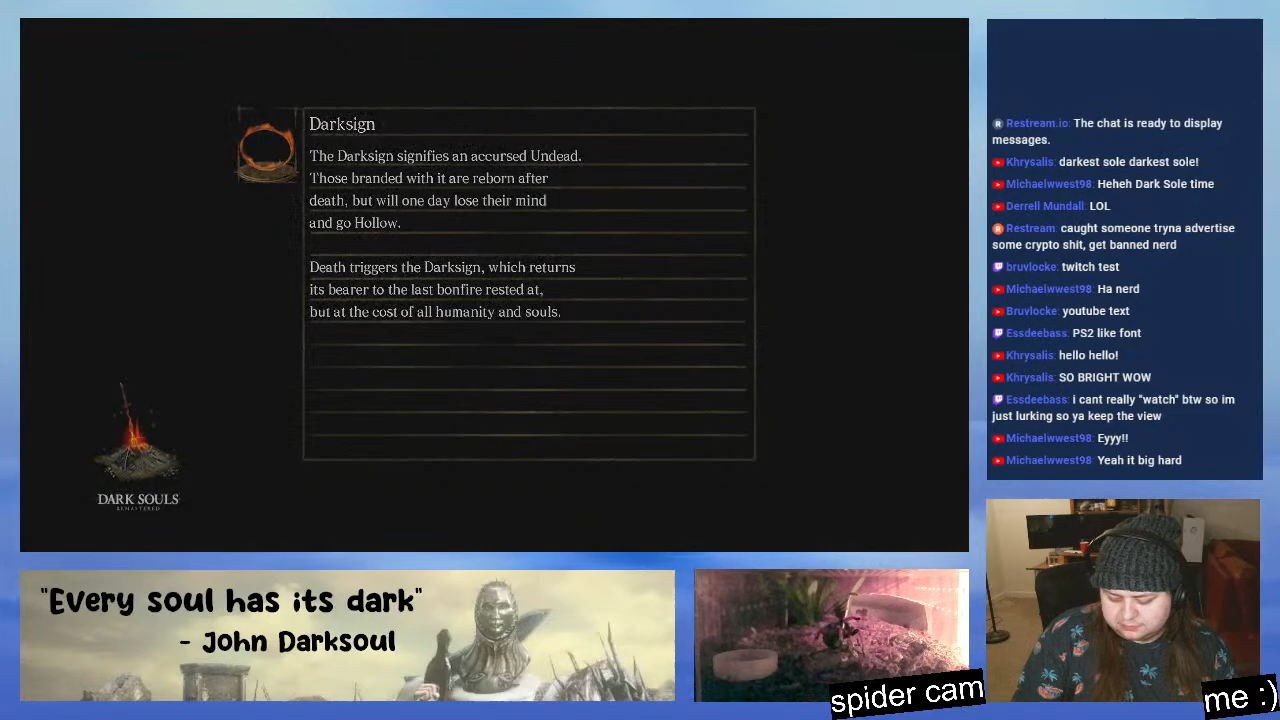 Darksign
The Darksign signifies an accursed Undead.
Those branded with it are reborn after
death, but will one day lose their mind
and go Hollow.
Death triggers the Darksign, which returns
its bearer to the last bonfire rested at,
but at the cost of all humanity and souls.
DARK SOULS
REMASTERED
Restream.io: The chat is ready to display
messages.
Khrysalis: darkest sole darkest sole!
Michaelwwest98: Heheh Dark Sole time
Derrell Mundall: LOL
Restream: caught someone tryna advertise
some crypto shit, get banned nerd
bruvlocke: twitch test
Michaelwwest98: Ha nerd
Bruvlocke: youtube text
Essdeebass: PS2 like font
Khrysalis: hello hello!
Khrysalis: SO BRIGHT WOW
Essdeebass: i cant really "watch" btw so im
just lurking so ya keep the view
Michaelwwest98: Eyyy!!
Michaelwwest98: Yeah it big hard
"Every soul has its dark"
- John Darksoul
spider cam
me :)